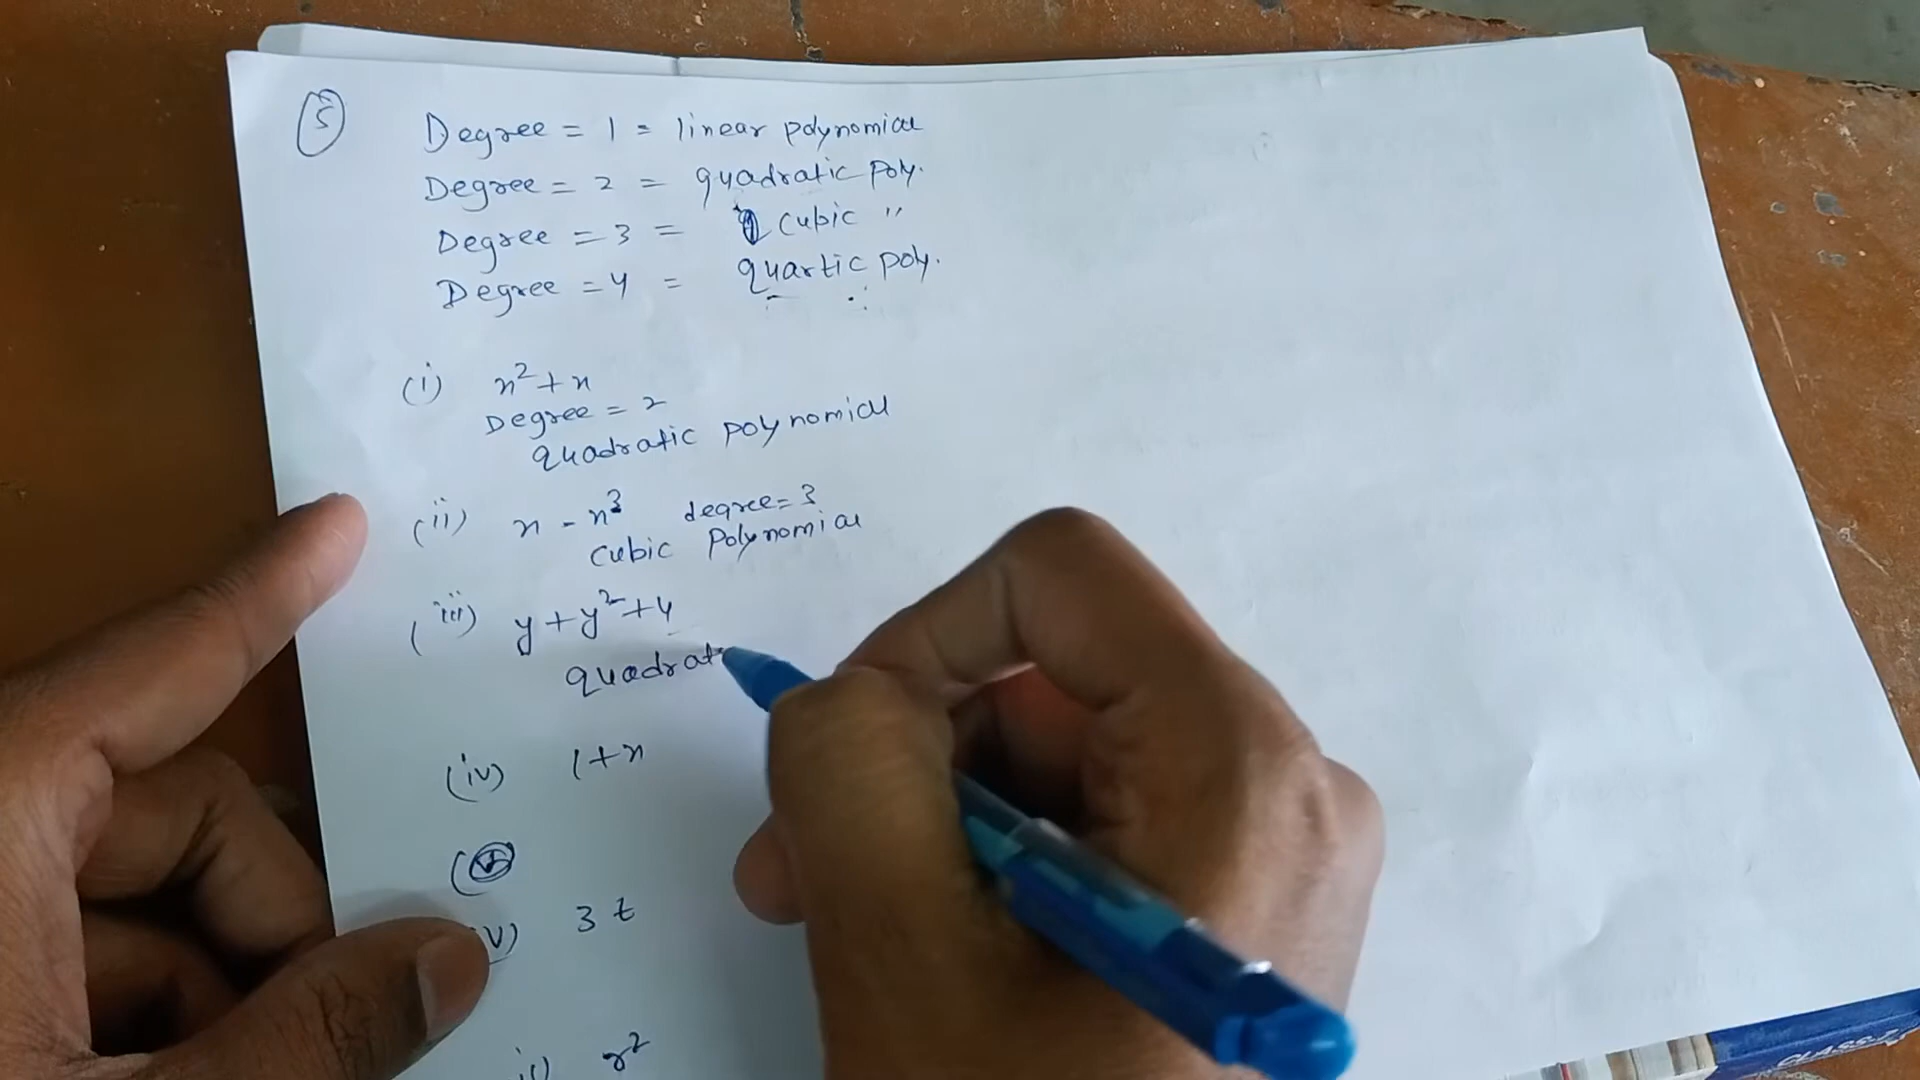 5
Degree = 1 = linear polynomial
Degree = 2 = quadratic poly.
Degree = 3 = cubic "
Degree = 4 = quartic poly.
(i) x² + x
Degree = 2
quadratic polynomial
(ii) x - x³ degree = 3
cubic polynomial
(iii) y + y² + 4
quadrat
(iv) 1 + x
(v) 3t
r²
CLASS-